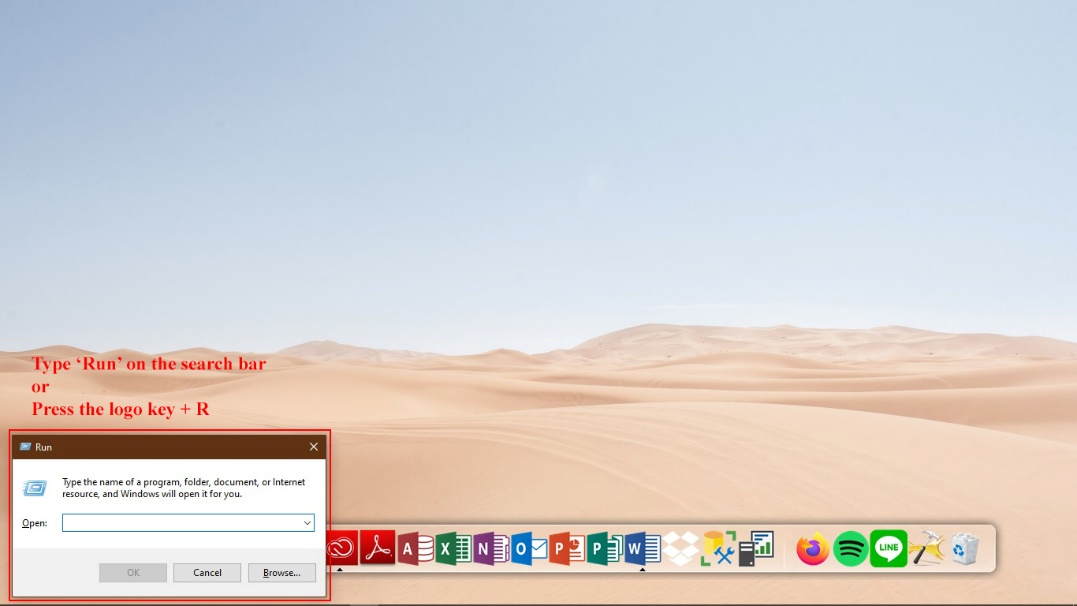 Type ‘Run’ on the search bar
or
Press the logo key + R
Run
Type the name of a program, folder, document, or Internet
resource, and Windows will open it for you.
Open:
OK Cancel Browse...
A X N O P P W LINE